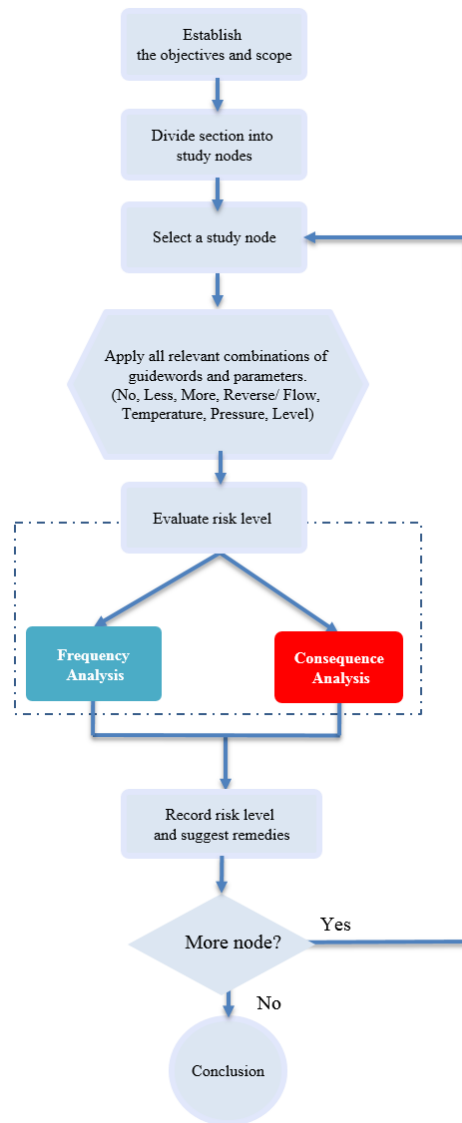 Establish
the objectives and scope
Divide section into
study nodes
Select a study node
Apply all relevant combinations of
guidewords and parameters.
(No, Less, More, Reverse/ Flow,
Temperature, Pressure, Level)
Evaluate risk level
Frequency
Analysis
Consequence
Analysis
Record risk level
and suggest remedies
More node?
Yes
No
Conclusion